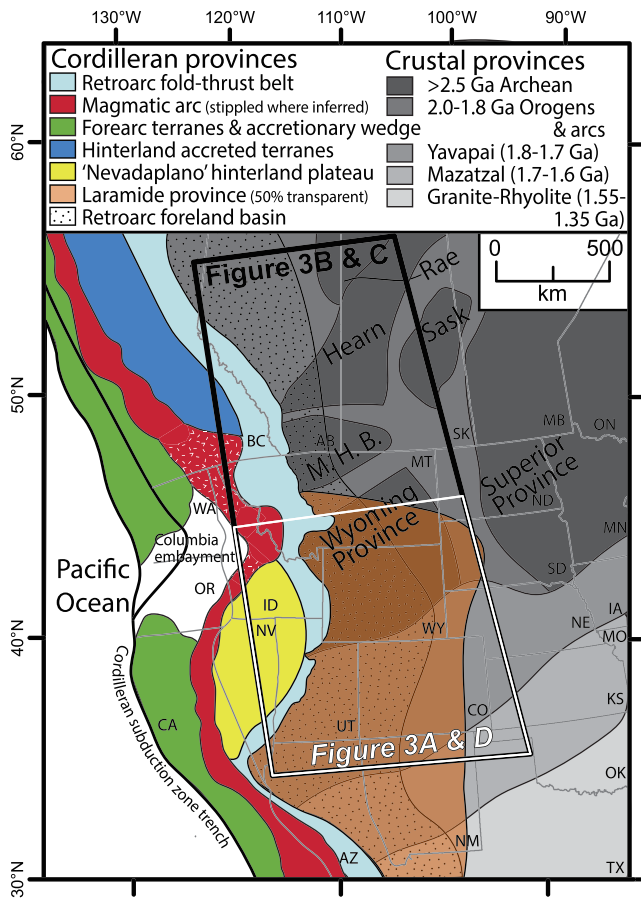 130°W 120°W 110°W 100°W 90°W
Cordilleran provinces
Retroarc fold-thrust belt
Magmatic arc (stippled where inferred)
Forearc terranes & accretionary wedge
Hinterland accreted terranes
‘Nevadaplano’ hinterland plateau
Laramide province (50% transparent)
Retroarc foreland basin
Crustal provinces
>2.5 Ga Archean
2.0-1.8 Ga Orogens
& arcs
Yavapai (1.8-1.7 Ga)
Mazatzal (1.7-1.6 Ga)
Granite-Rhyolite (1.55-
1.35 Ga)
60°N
0 500
km
Figure 3B & C
Rae
Hearn
Sask
50°N
BC
AB
SK
MB
ON
M. H. B.
MT
Superior
Province
WA
ND
Wyoming
Province
MN
Columbia
embayment
SD
Pacific
Ocean
OR
ID
IA
NE
40°N
NV
WY
MO
Cordilleran subduction zone trench
CA
UT
CO
KS
Figure 3A & D
OK
NM
AZ
TX
30°N